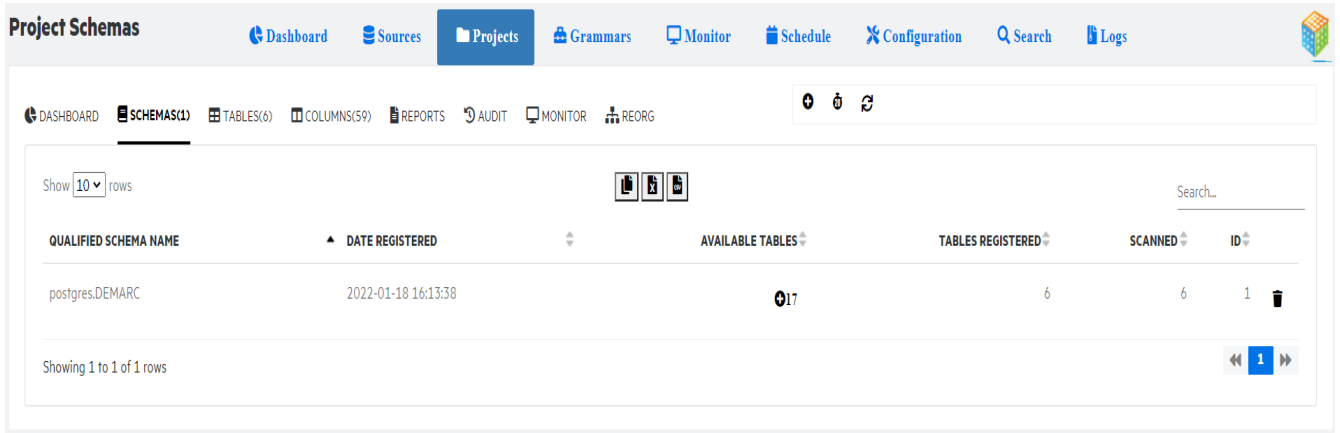 Project Schemas
Dashboard Sources Projects Grammars Monitor Schedule Configuration Search Logs
DASHBOARD SCHEMAS(1) TABLES(6) COLUMNS(59) REPORTS AUDIT MONITOR REORG
Show 10 rows
Search...
QUALIFIED SCHEMA NAME DATE REGISTERED AVAILABLE TABLES TABLES REGISTERED SCANNED ID
postgres.DEMARC 2022-01-18 16:13:38 17 6 6 1
Showing 1 to 1 of 1 rows
1